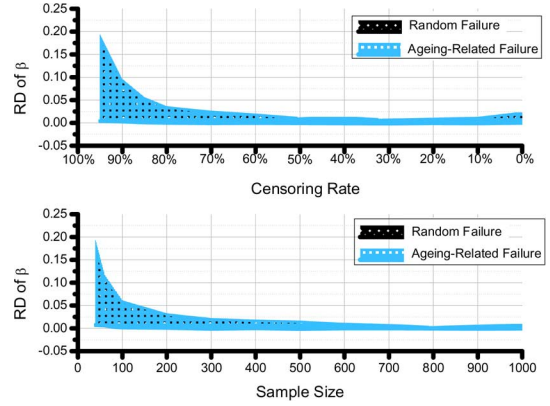 0.25
0.20
0.15
0.10
0.05
0.00
-0.05
RD of β
Random Failure
Ageing-Related Failure
100% 90% 80% 70% 60% 50% 40% 30% 20% 10% 0%
Censoring Rate
0.25
0.20
0.15
0.10
0.05
0.00
-0.05
RD of β
Random Failure
Ageing-Related Failure
0 100 200 300 400 500 600 700 800 900 1000
Sample Size